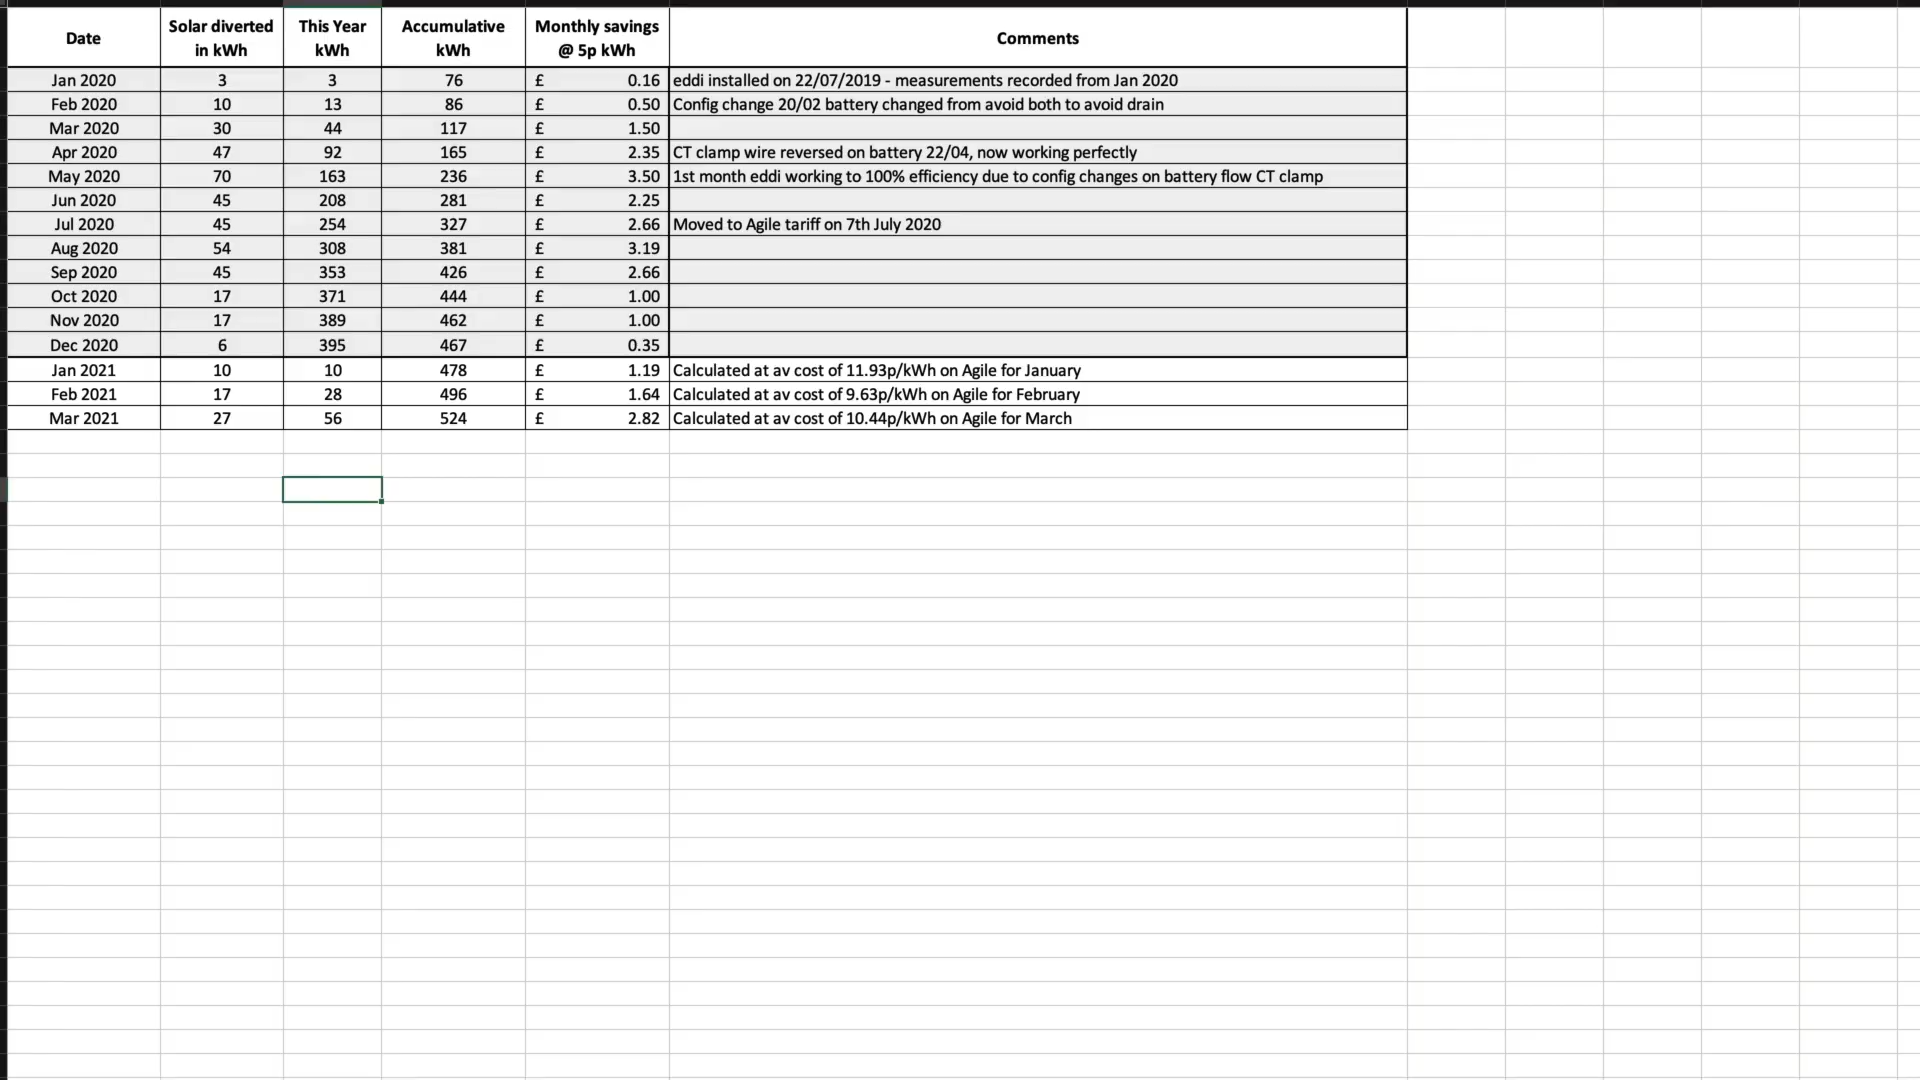 Date Solar diverted in kWh This Year kWh Accumulative kWh Monthly savings @ 5p kWh Comments
Jan 2020 3 3 76 £ 0.16 eddi installed on 22/07/2019 - measurements recorded from Jan 2020
Feb 2020 10 13 86 £ 0.50 Config change 20/02 battery changed from avoid both to avoid drain
Mar 2020 30 44 117 £ 1.50
Apr 2020 47 92 165 £ 2.35 CT clamp wire reversed on battery 22/04, now working perfectly
May 2020 70 163 236 £ 3.50 1st month eddi working to 100% efficiency due to config changes on battery flow CT clamp
Jun 2020 45 208 281 £ 2.25
Jul 2020 45 254 327 £ 2.66 Moved to Agile tariff on 7th July 2020
Aug 2020 54 308 381 £ 3.19
Sep 2020 45 353 426 £ 2.66
Oct 2020 17 371 444 £ 1.00
Nov 2020 17 389 462 £ 1.00
Dec 2020 6 395 467 £ 0.35
Jan 2021 10 10 478 £ 1.19 Calculated at av cost of 11.93p/kWh on Agile for January
Feb 2021 17 28 496 £ 1.64 Calculated at av cost of 9.63p/kWh on Agile for February
Mar 2021 27 56 524 £ 2.82 Calculated at av cost of 10.44p/kWh on Agile for March